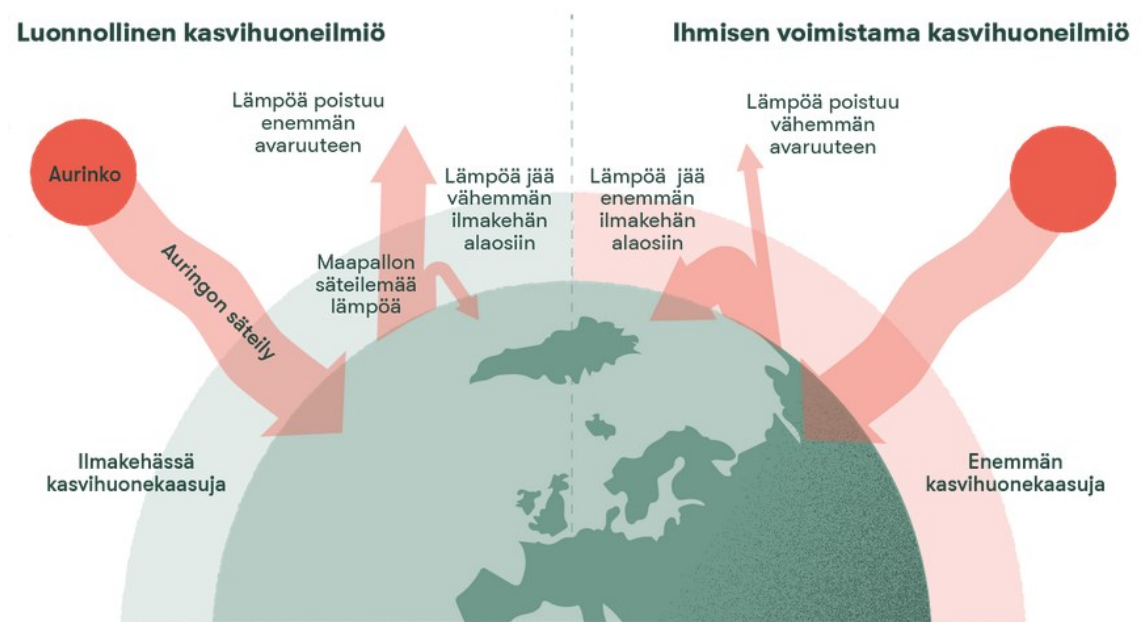 Luonnollinen kasvihuoneilmiö
Ihmisen voimistama kasvihuoneilmiö
Lämpöä poistuu
enemmän
avaruuteen
Lämpöä poistuu
vähemmän
avaruuteen
Aurinko
Lämpöä jää
vähemmän
ilmakehän
alaosiin
Lämpöä jää
enemmän
ilmakehän
alaosiin
Auringon säteily
Maapallon
säteilemää
lämpöä
Ilmakehässä
kasvihuonekaasuja
Enemmän
kasvihuonekaasuja